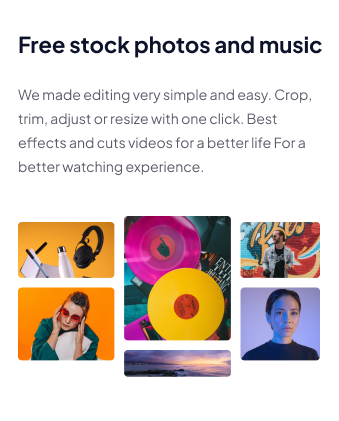 Free stock photos and music
We made editing very simple and easy. Crop,
trim, adjust or resize with one click. Best
effects and cuts videos for a better life For a
better watching experience.